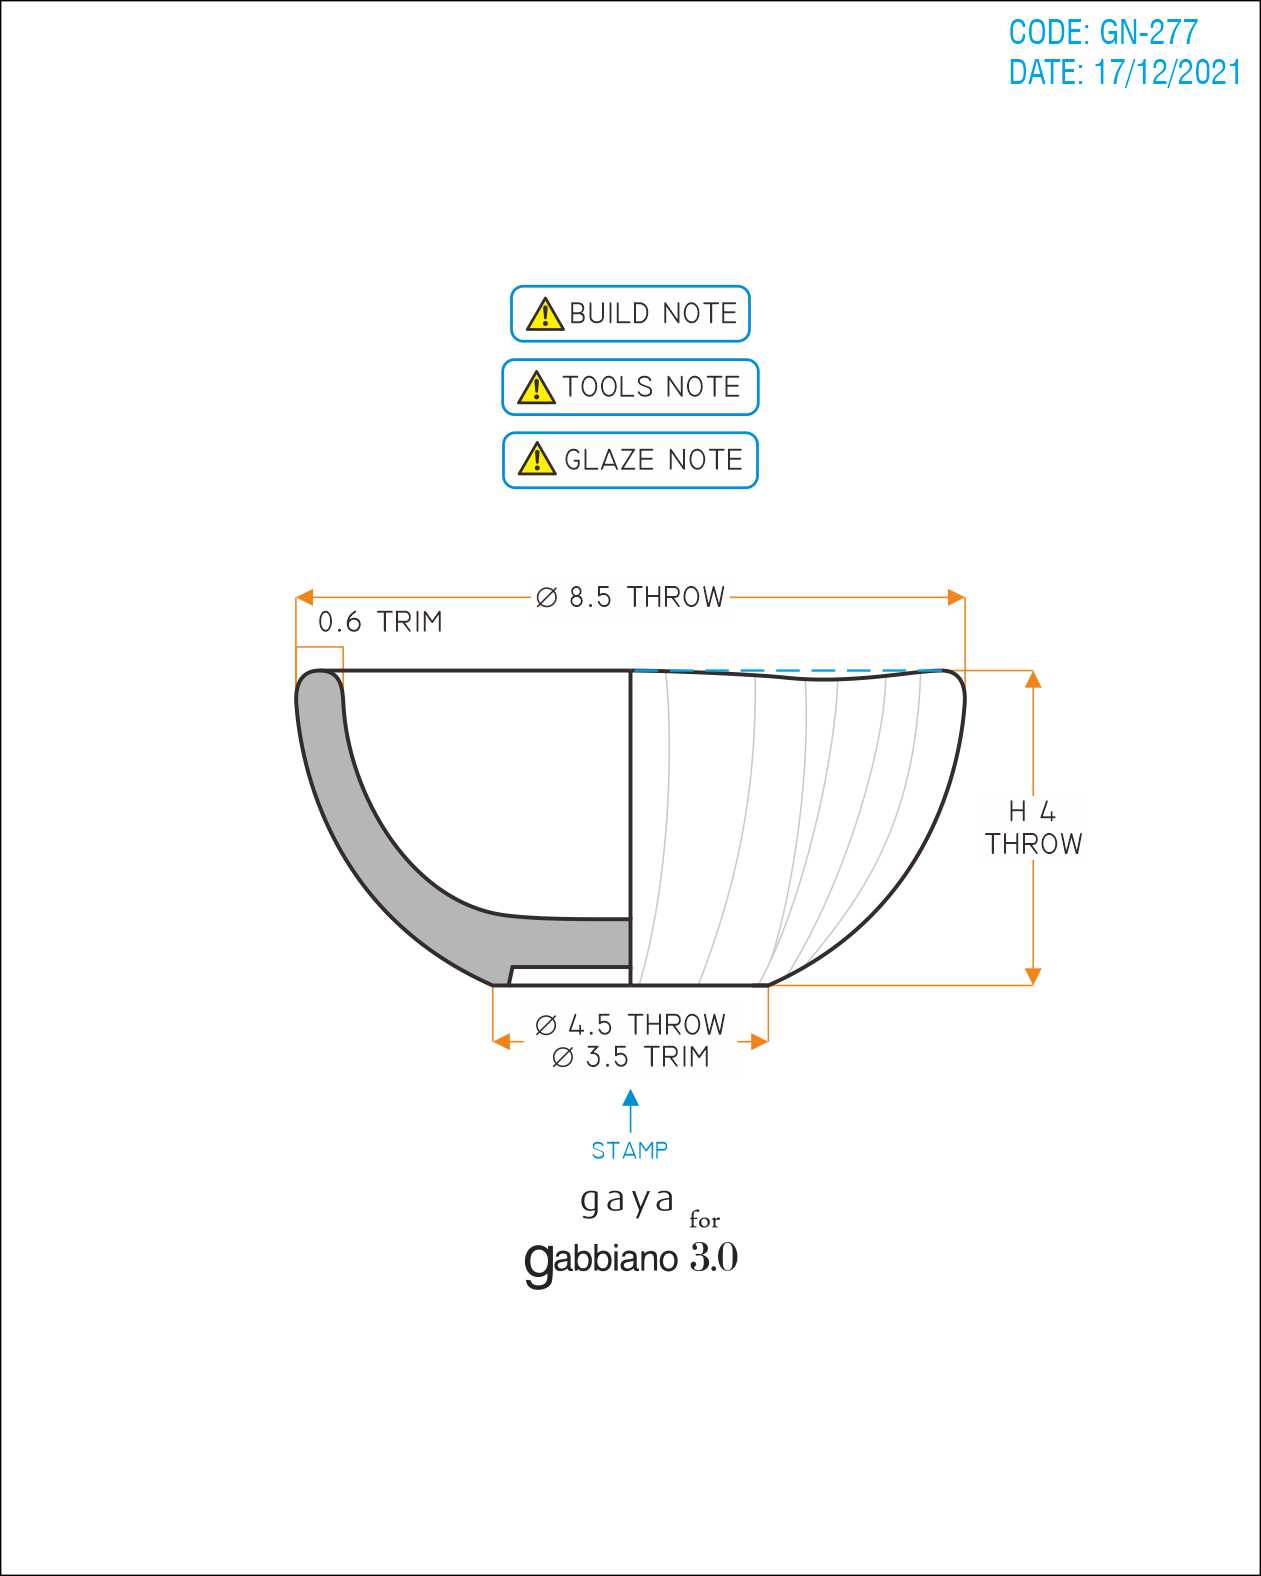 CODE: GN-277
DATE: 17/12/2021
BUILD NOTE
TOOLS NOTE
GLAZE NOTE
Ø 8.5 THROW
0.6 TRIM
H 4
THROW
Ø 4.5 THROW
Ø 3.5 TRIM
STAMP
gaya
for
gabbiano 3.0